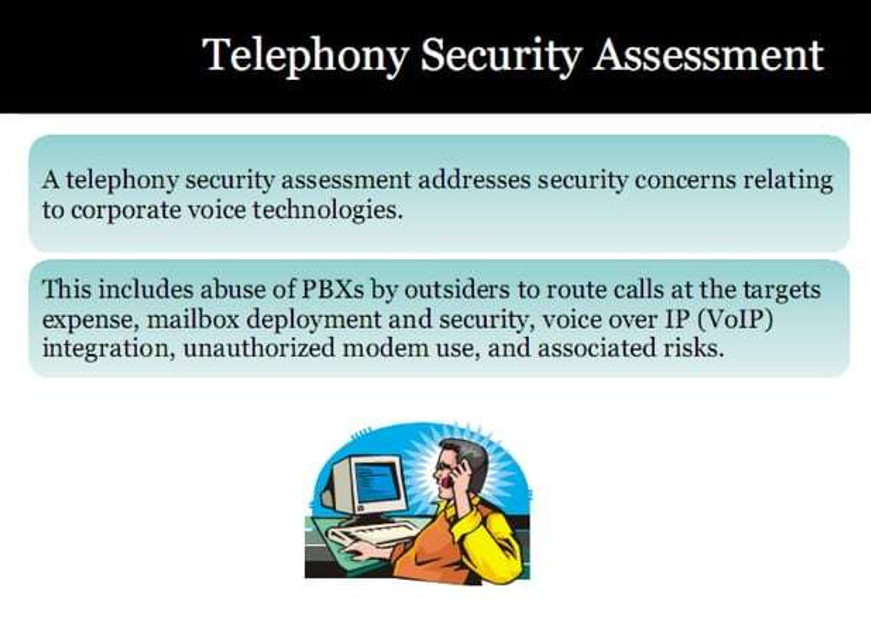 Telephony Security Assessment
A telephony security assessment addresses security concerns relating
to corporate voice technologies.
This includes abuse of PBXs by outsiders to route calls at the targets
expense, mailbox deployment and security, voice over IP (VoIP)
integration, unauthorized modem use, and associated risks.